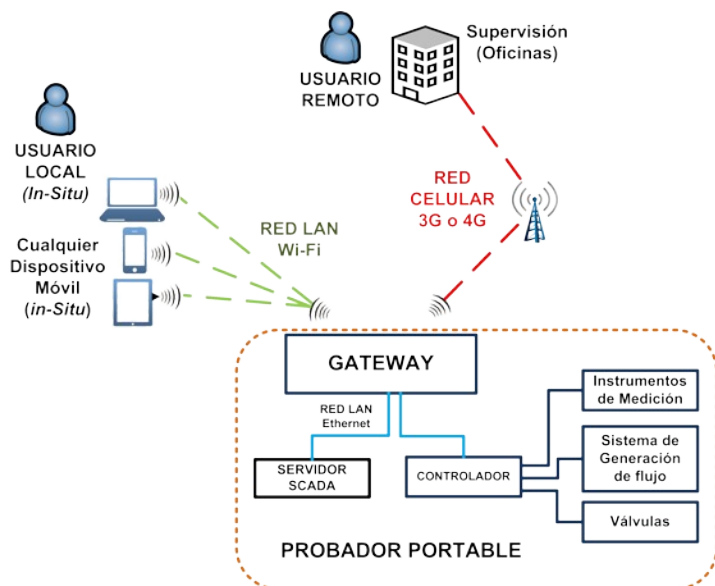 Supervisión
(Oficinas)
USUARIO
REMOTO
USUARIO
LOCAL
(In-Situ)
RED
CELULAR
3G o 4G
RED LAN
Wi-Fi
Cualquier
Dispositivo
Móvil
(in-Situ)
GATEWAY
RED LAN
Ethernet
SERVIDOR
SCADA
CONTROLADOR
Instrumentos
de Medición
Sistema de
Generación
de flujo
Válvulas
PROBADOR PORTABLE